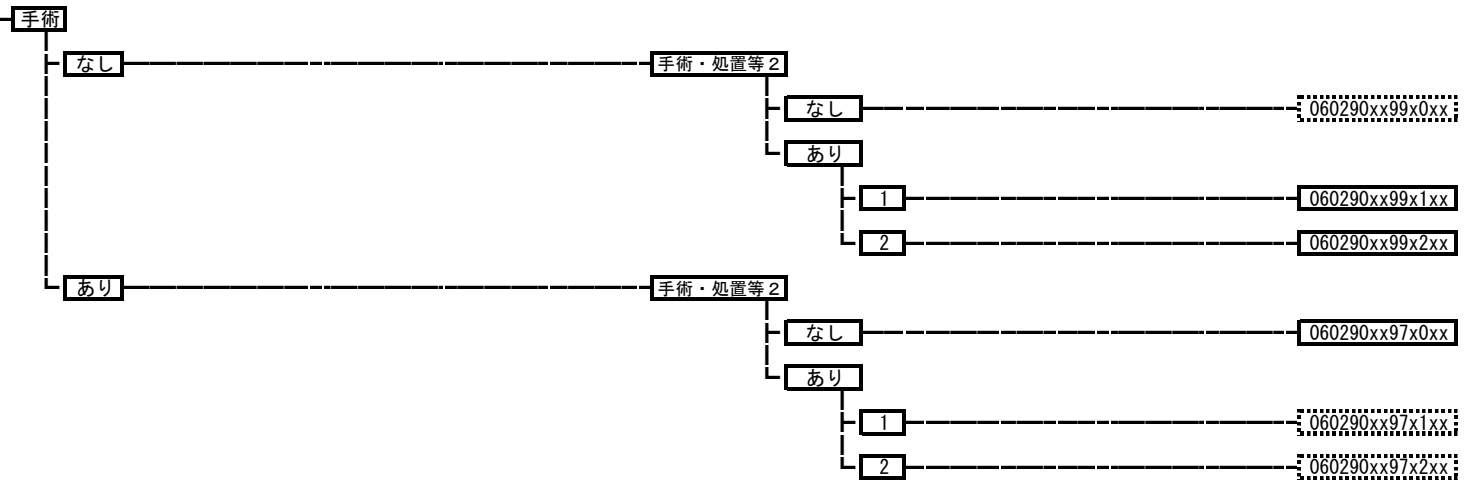 手術
なし 手術・処置等2
なし 060290xx99x0xx
あり
1 060290xx99x1xx
2 060290xx99x2xx
あり 手術・処置等2
なし 060290xx97x0xx
あり
1 060290xx97x1xx
2 060290xx97x2xx